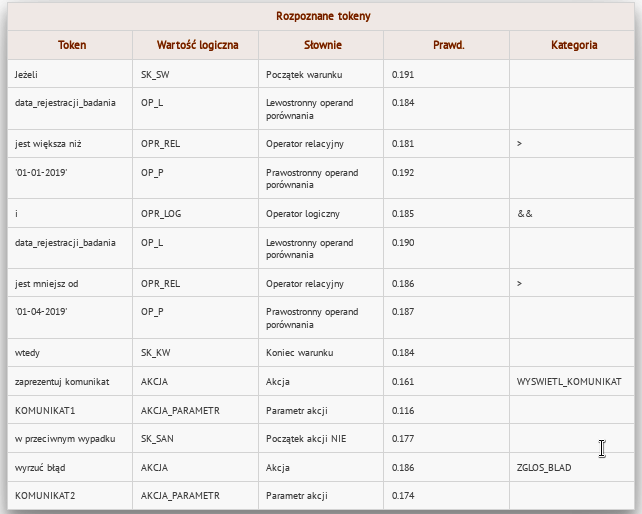 Rozpoznane tokeny
Token Wartość logiczna Słownie Prawd. Kategoria
Jeżeli SK_SW Początek warunku 0.191
data_rejestracji_badania OP_L Lewostronny operand 0.184
porównania
jest większa niż OPR_REL Operator relacyjny 0.181 >
'01-01-2019' OP_P Prawostronny operand 0.192
porównania
i OPR_LOG Operator logiczny 0.185 &&
data_rejestracji_badania OP_L Lewostronny operand 0.190
porównania
jest mniejsz od OPR_REL Operator relacyjny 0.186 >
'01-04-2019' OP_P Prawostronny operand 0.187
porównania
wtedy SK_KW Koniec warunku 0.184
zaprezentuj komunikat AKCJA Akcja 0.161 WYSWIETL_KOMUNIKAT
KOMUNIKAT1 AKCJA_PARAMETR Parametr akcji 0.116
w przeciwnym wypadku SK_SAN Początek akcji NIE 0.177
wyrzuć błąd AKCJA Akcja 0.186 ZGLOS_BLAD
KOMUNIKAT2 AKCJA_PARAMETR Parametr akcji 0.174